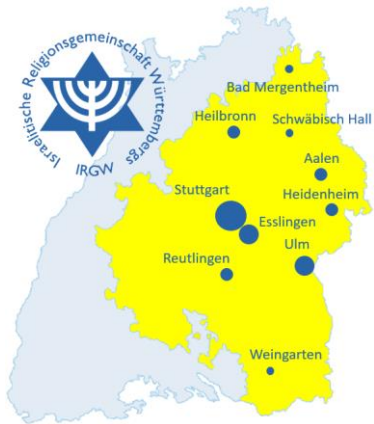 Israelitische Religionsgemeinschaft Württembergs
IRGW
Bad Mergentheim
Heilbronn
Schwäbisch Hall
Aalen
Stuttgart
Heidenheim
Esslingen
Ulm
Reutlingen
Weingarten